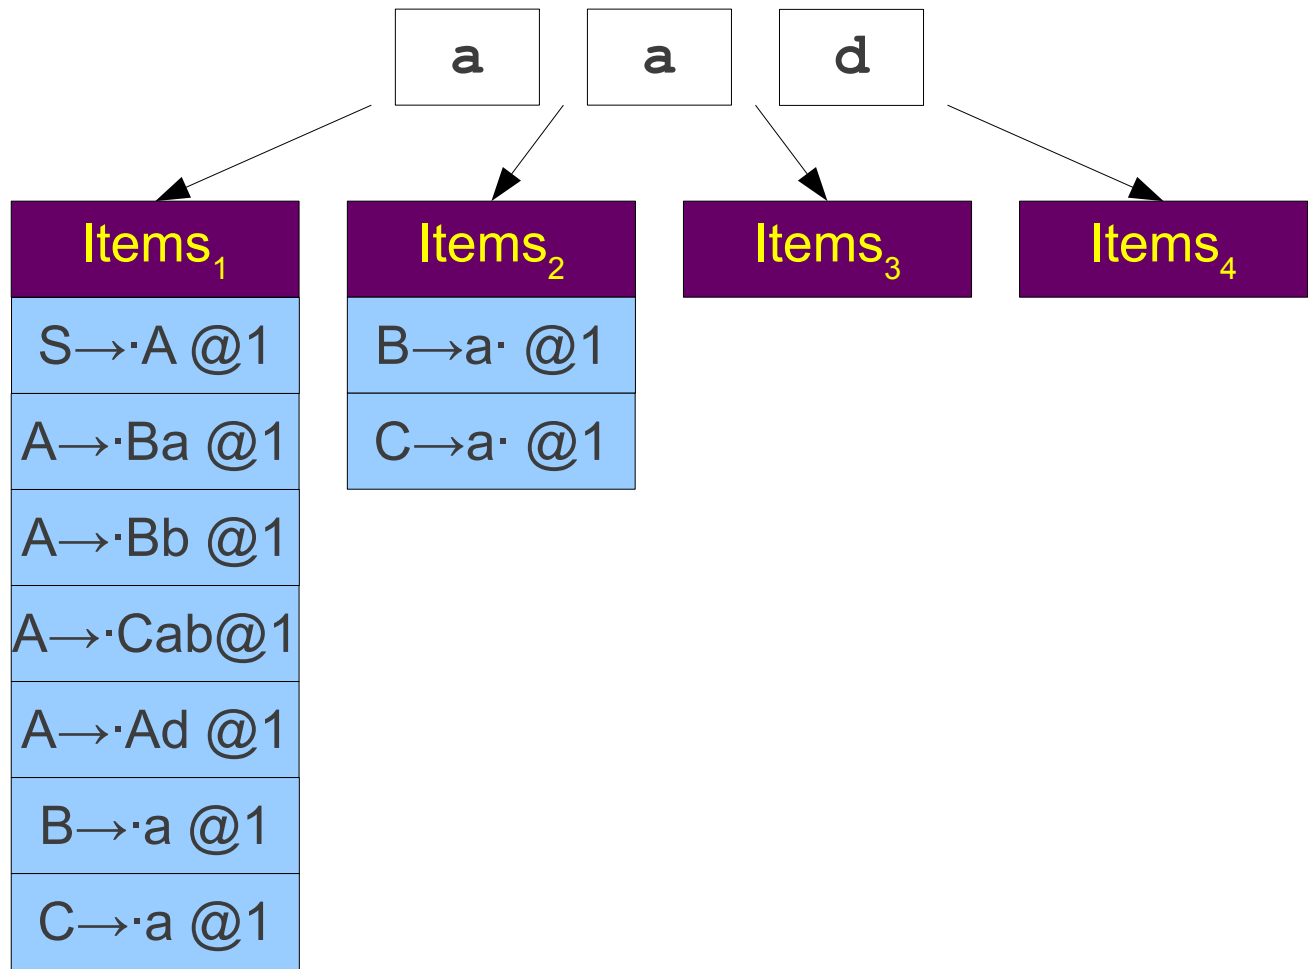 a a d
Items₁ Items₂ Items₃ Items₄
S→·A @1 B→a· @1
A→·Ba @1 C→a· @1
A→·Bb @1
A→·Cab@1
A→·Ad @1
B→·a @1
C→·a @1